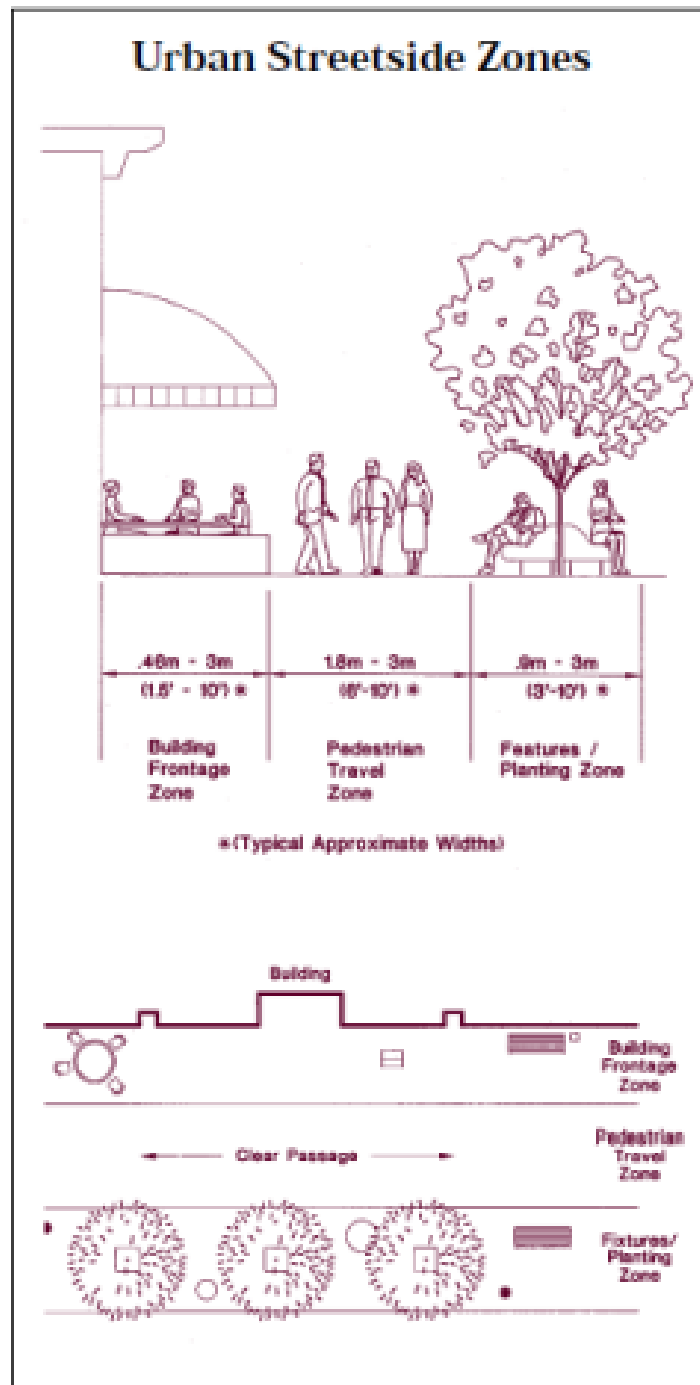 Urban Streetside Zones
.46m - 3m
1.8m - 3m
.9m - 3m
(1.5' - 10') *
(6'-10') *
(3'-10') *
Building
Frontage
Zone
Pedestrian
Travel
Zone
Features /
Planting Zone
*(Typical Approximate Widths)
Building
Building
Frontage
Zone
Clear Passage
Pedestrian
Travel
Zone
Fixtures/
Planting
Zone